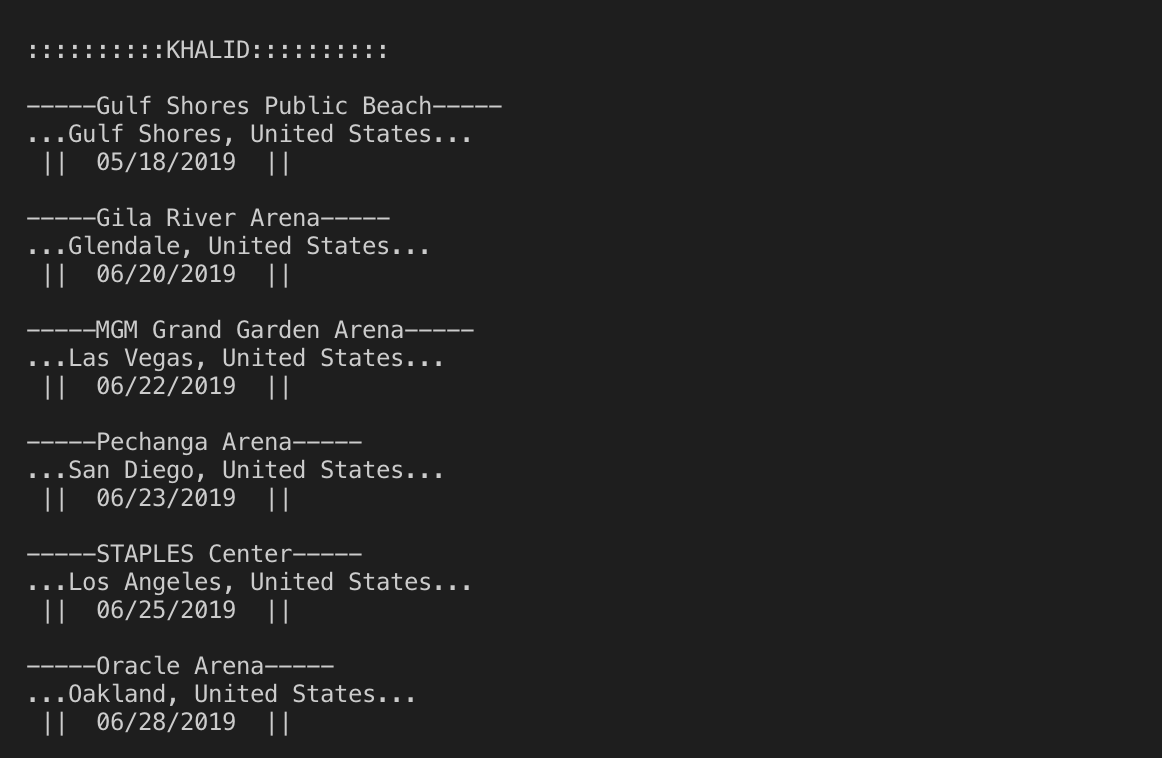 ::::::::::KHALID::::::::::
-----Gulf Shores Public Beach-----
...Gulf Shores, United States...
|| 05/18/2019 ||
-----Gila River Arena-----
...Glendale, United States...
|| 06/20/2019 ||
-----MGM Grand Garden Arena-----
...Las Vegas, United States...
|| 06/22/2019 ||
-----Pechanga Arena-----
...San Diego, United States...
|| 06/23/2019 ||
-----STAPLES Center-----
...Los Angeles, United States...
|| 06/25/2019 ||
-----Oracle Arena-----
...Oakland, United States...
|| 06/28/2019 ||